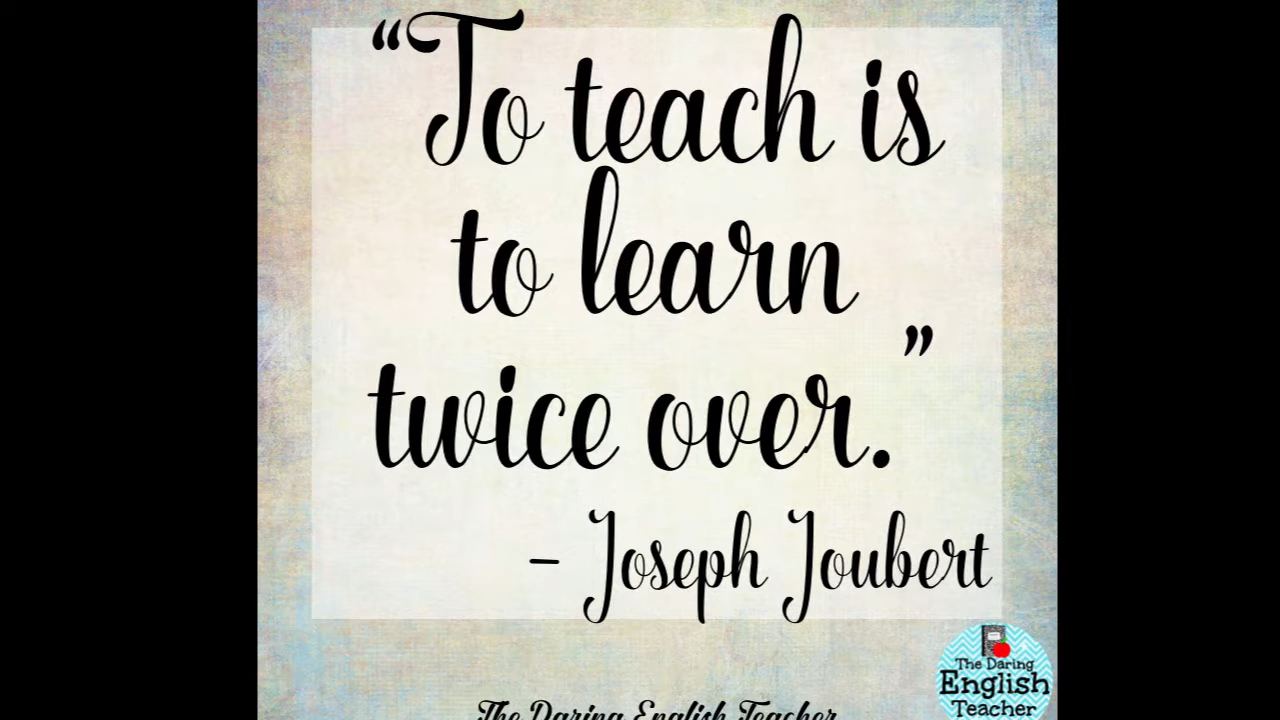 “To teach is
to learn
twice over.”
– Joseph Joubert
The Daring
English
Teacher
The Daring English Teacher